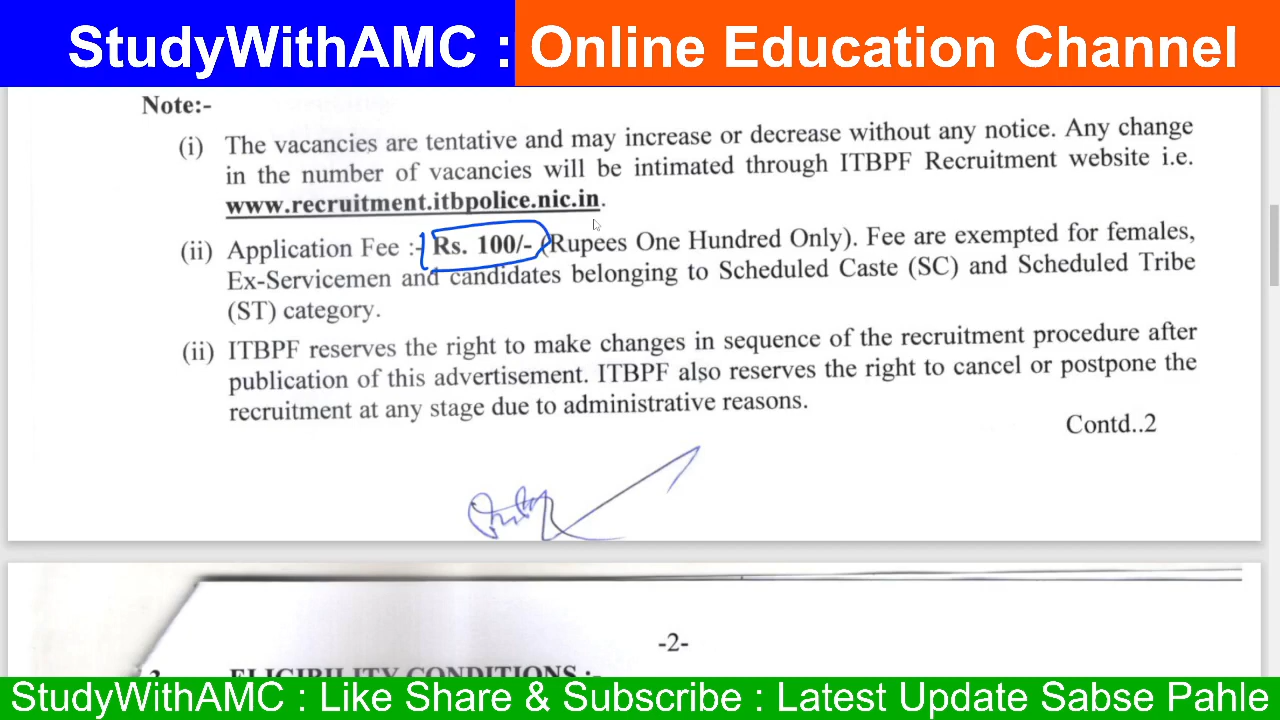 StudyWithAMC : Online Education Channel
Note:-
(i) The vacancies are tentative and may increase or decrease without any notice. Any change
in the number of vacancies will be intimated through ITBPF Recruitment website i.e.
www.recruitment.itbpolice.nic.in.
(ii) Application Fee :- Rs. 100/- (Rupees One Hundred Only). Fee are exempted for females,
Ex-Servicemen and candidates belonging to Scheduled Caste (SC) and Scheduled Tribe
(ST) category.
(ii) ITBPF reserves the right to make changes in sequence of the recruitment procedure after
publication of this advertisement. ITBPF also reserves the right to cancel or postpone the
recruitment at any stage due to administrative reasons.
Contd..2
-2-
ELIGIBILITY CONDITIONS :-
StudyWithAMC : Like Share & Subscribe : Latest Update Sabse Pahle